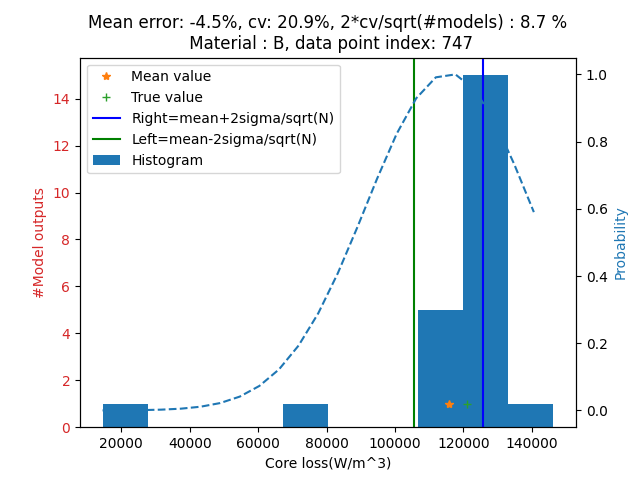 Mean error: -4.5%, cv: 20.9%, 2*cv/sqrt(#models) : 8.7 %
Material : B, data point index: 747
Mean value
True value
Right=mean+2sigma/sqrt(N)
Left=mean-2sigma/sqrt(N)
Histogram
#Model outputs
14
12
10
8
6
4
2
0
1.0
0.8
0.6
0.4
0.2
0.0
Probability
20000 40000 60000 80000 100000 120000 140000
Core loss(W/m^3)